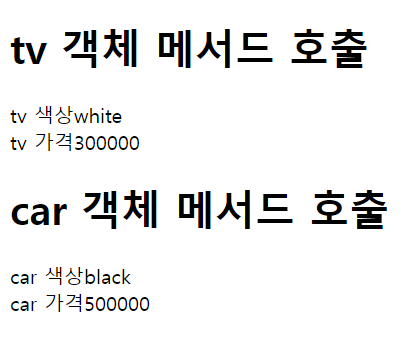 tv 객체 메서드 호출
tv 색상white
tv 가격300000
car 객체 메서드 호출
car 색상black
car 가격500000